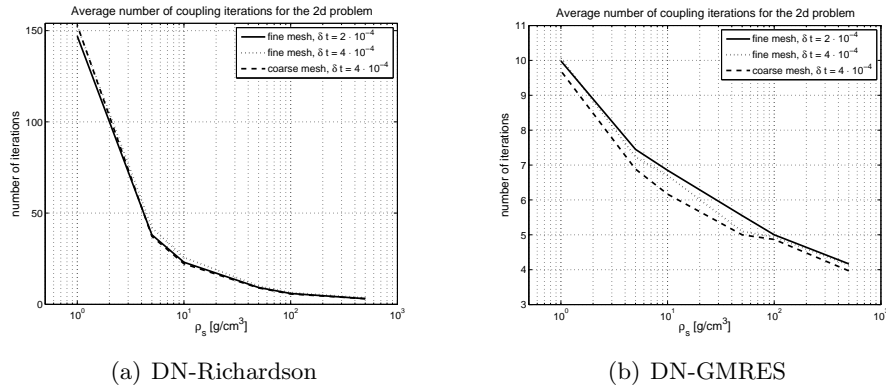 Average number of coupling iterations for the 2d problem
150
100
50
0
number of iterations
fine mesh, δ t = 2 · 10⁻⁴
fine mesh, δ t = 4 · 10⁻⁴
coarse mesh, δ t = 4 · 10⁻⁴
10⁰
10¹
10²
10³
ρₛ [g/cm³]
(a) DN-Richardson
Average number of coupling iterations for the 2d problem
11
10
9
8
7
6
5
4
3
number of iterations
fine mesh, δ t = 2 · 10⁻⁴
fine mesh, δ t = 4 · 10⁻⁴
coarse mesh, δ t = 4 · 10⁻⁴
10⁰
10¹
10²
10³
ρₛ [g/cm³]
(b) DN-GMRES